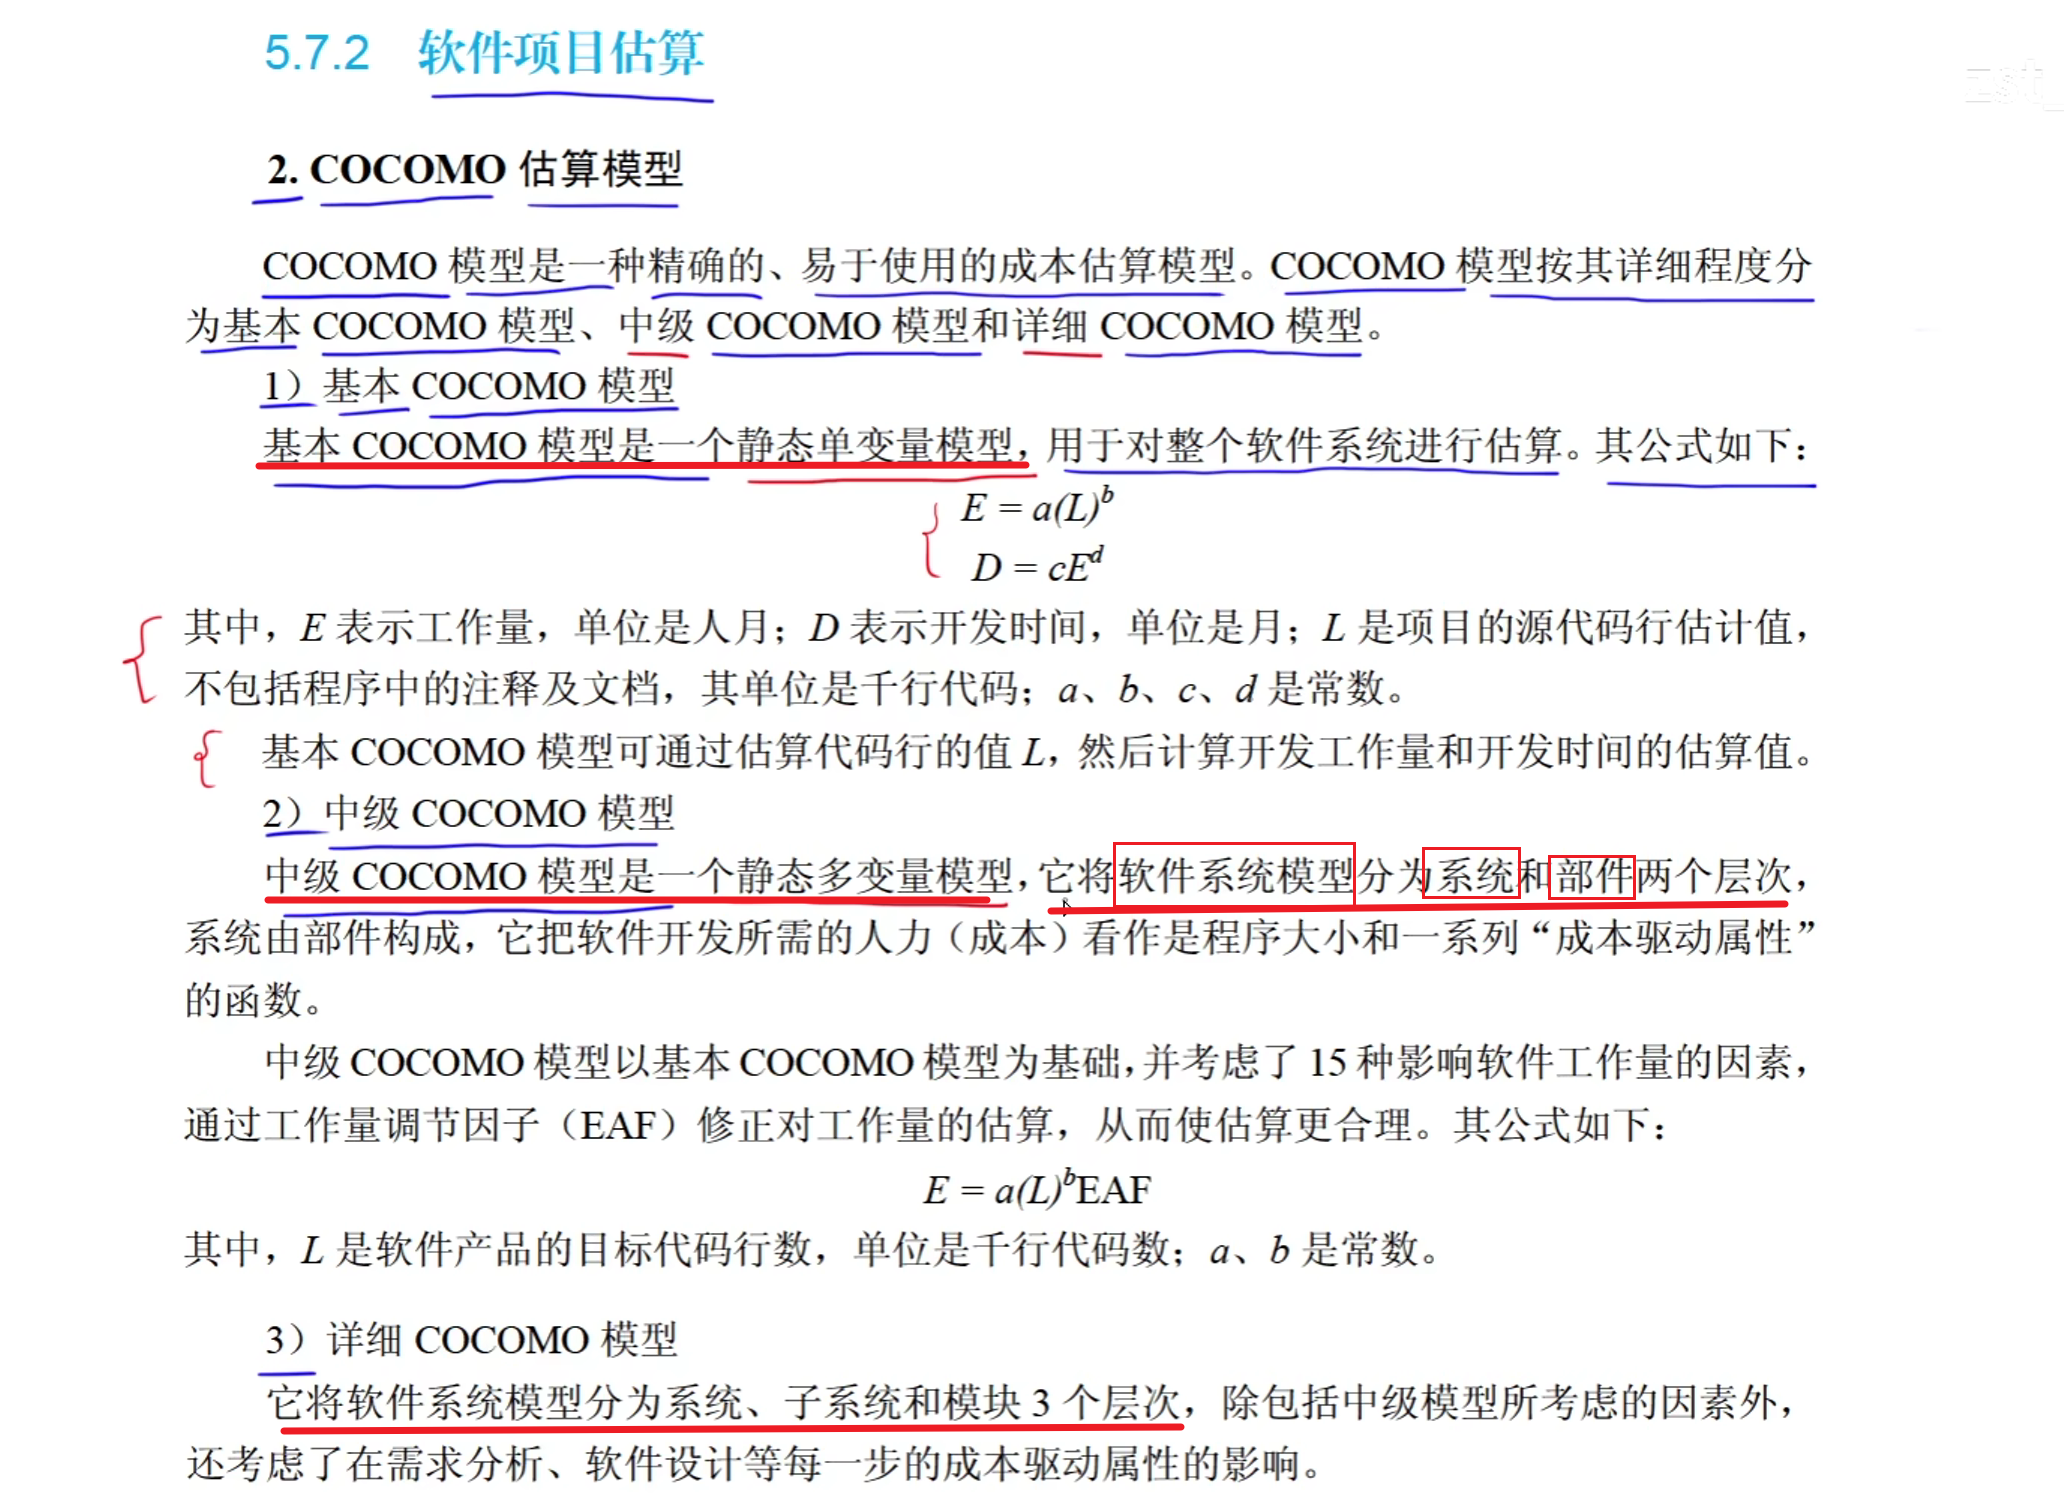 5.7.2 软件项目估算
zst_
2. COCOMO 估算模型
COCOMO 模型是一种精确的、易于使用的成本估算模型。COCOMO 模型按其详细程度分
为基本 COCOMO 模型、中级 COCOMO 模型和详细 COCOMO 模型。
1）基本 COCOMO 模型
基本 COCOMO 模型是一个静态单变量模型，用于对整个软件系统进行估算。其公式如下：
E = a(L)^b
D = cE^d
其中，E 表示工作量，单位是人月；D 表示开发时间，单位是月；L 是项目的源代码行估计值，
不包括程序中的注释及文档，其单位是千行代码；a、b、c、d 是常数。
基本 COCOMO 模型可通过估算代码行的值 L，然后计算开发工作量和开发时间的估算值。
2）中级 COCOMO 模型
中级 COCOMO 模型是一个静态多变量模型，它将软件系统模型分为系统和部件两个层次，
系统由部件构成，它把软件开发所需的人力（成本）看作是程序大小和一系列“成本驱动属性”
的函数。
中级 COCOMO 模型以基本 COCOMO 模型为基础，并考虑了 15 种影响软件工作量的因素，
通过工作量调节因子（EAF）修正对工作量的估算，从而使估算更合理。其公式如下：
E = a(L)^bEAF
其中，L 是软件产品的目标代码行数，单位是千行代码数；a、b 是常数。
3）详细 COCOMO 模型
它将软件系统模型分为系统、子系统和模块 3 个层次，除包括中级模型所考虑的因素外，
还考虑了在需求分析、软件设计等每一步的成本驱动属性的影响。